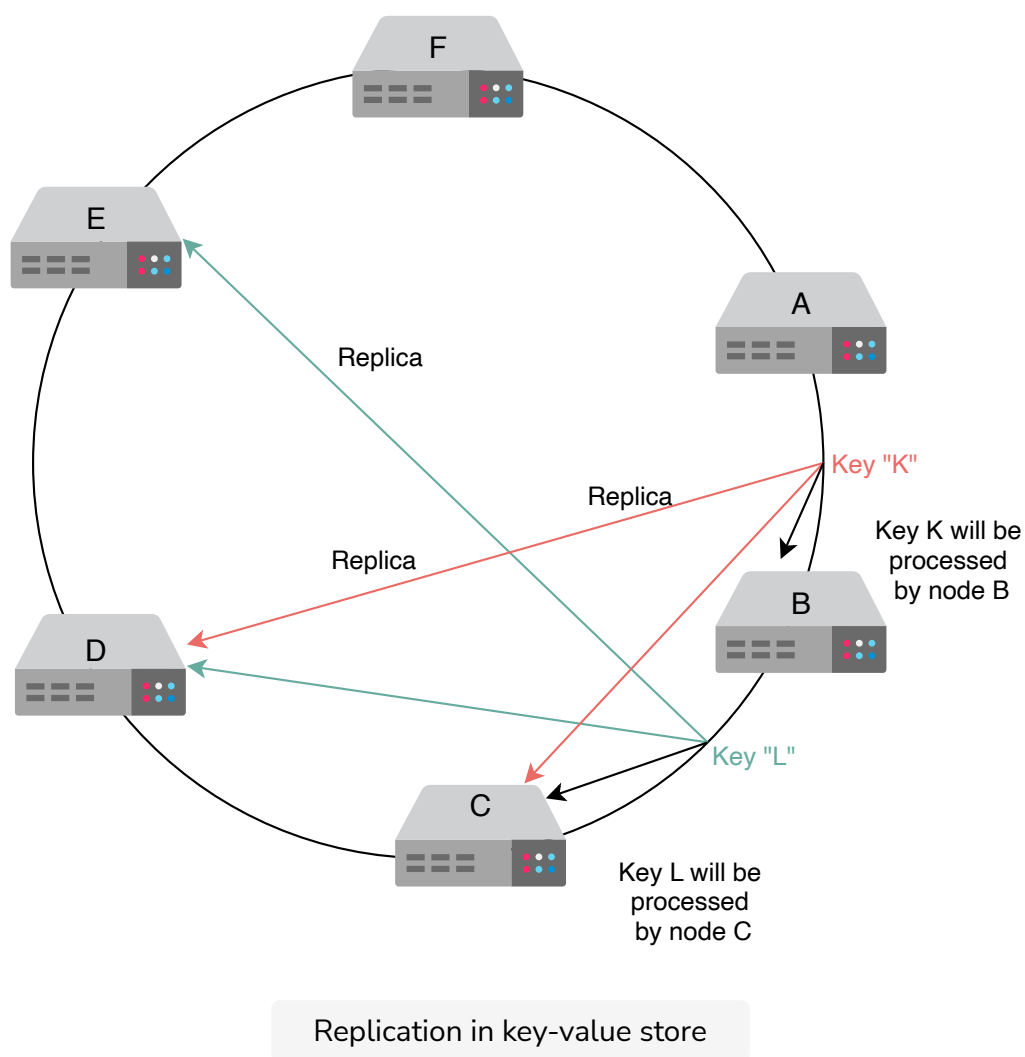 F
E
A
Replica
Key "K"
Replica
Key K will be
processed
by node B
Replica
B
D
Key "L"
C
Key L will be
processed
by node C
Replication in key-value store